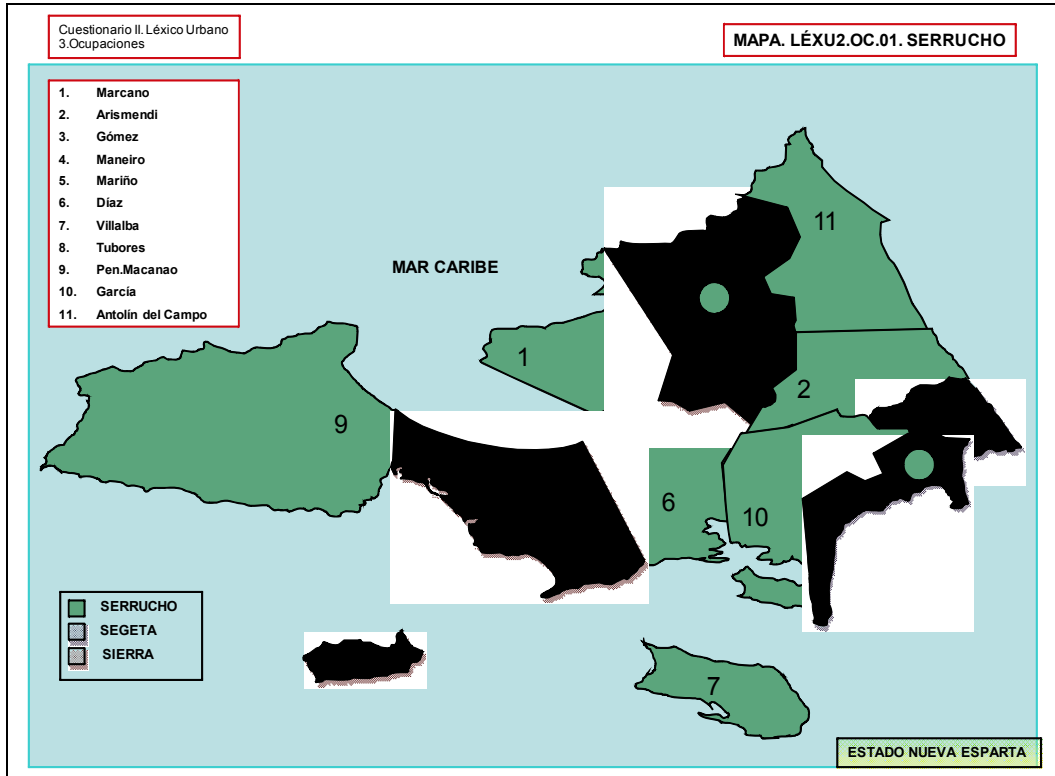 Cuestionario II. Léxico Urbano
3.Ocupaciones
MAPA. LÉXU2.OC.01. SERRUCHO
1. Marcano
2. Arismendi
3. Gómez
4. Maneiro
5. Mariño
6. Díaz
7. Villalba
8. Tubores
9. Pen.Macanao
10. García
11. Antolín del Campo
MAR CARIBE
11
1
2
9
6
10
7
SERRUCHO
SEGETA
SIERRA
ESTADO NUEVA ESPARTA